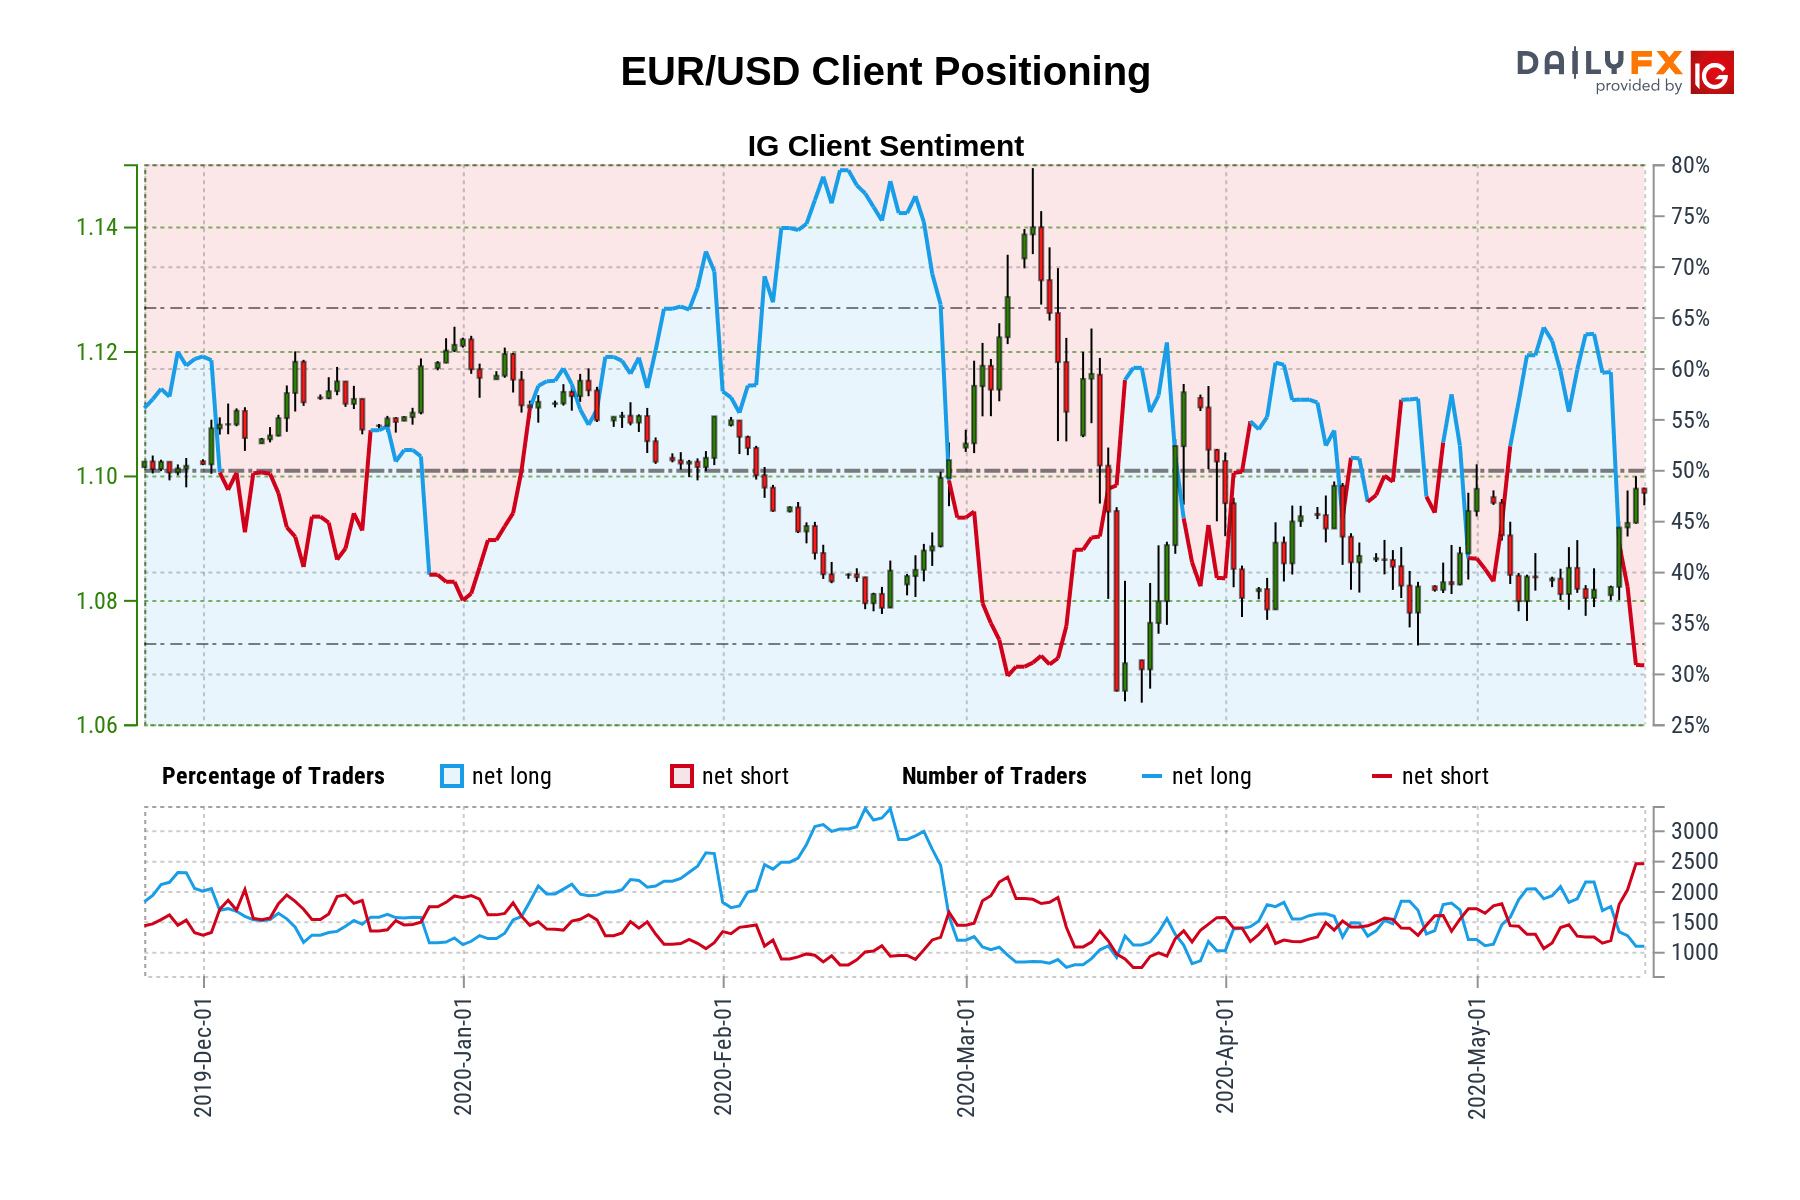 EUR/USD Client Positioning
DAILYFX
provided by
IG
IG Client Sentiment
1.14
1.12
1.10
1.08
1.06
80%
75%
70%
65%
60%
55%
50%
45%
40%
35%
30%
25%
Percentage of Traders net long net short Number of Traders net long net short
3000
2500
2000
1500
1000
2019-Dec-01
2020-Jan-01
2020-Feb-01
2020-Mar-01
2020-Apr-01
2020-May-01